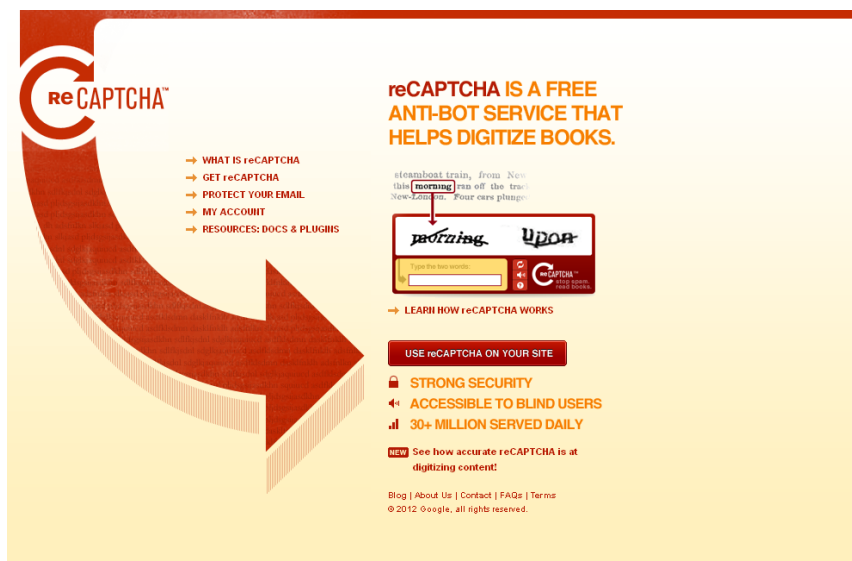 reCAPTCHA™
WHAT IS reCAPTCHA
GET reCAPTCHA
PROTECT YOUR EMAIL
MY ACCOUNT
RESOURCES: DOCS & PLUGINS
reCAPTCHA IS A FREE
ANTI-BOT SERVICE THAT
HELPS DIGITIZE BOOKS.
steamboat train, from New
this morning ran off the trac
New-London. Four cars plunge
morning upon
Type the two words:
reCAPTCHA™
stop spam.
read books.
LEARN HOW reCAPTCHA WORKS
USE reCAPTCHA ON YOUR SITE
STRONG SECURITY
ACCESSIBLE TO BLIND USERS
30+ MILLION SERVED DAILY
NEW See how accurate reCAPTCHA is at
digitizing content!
Blog | About Us | Contact | FAQs | Terms
© 2012 Google, all rights reserved.